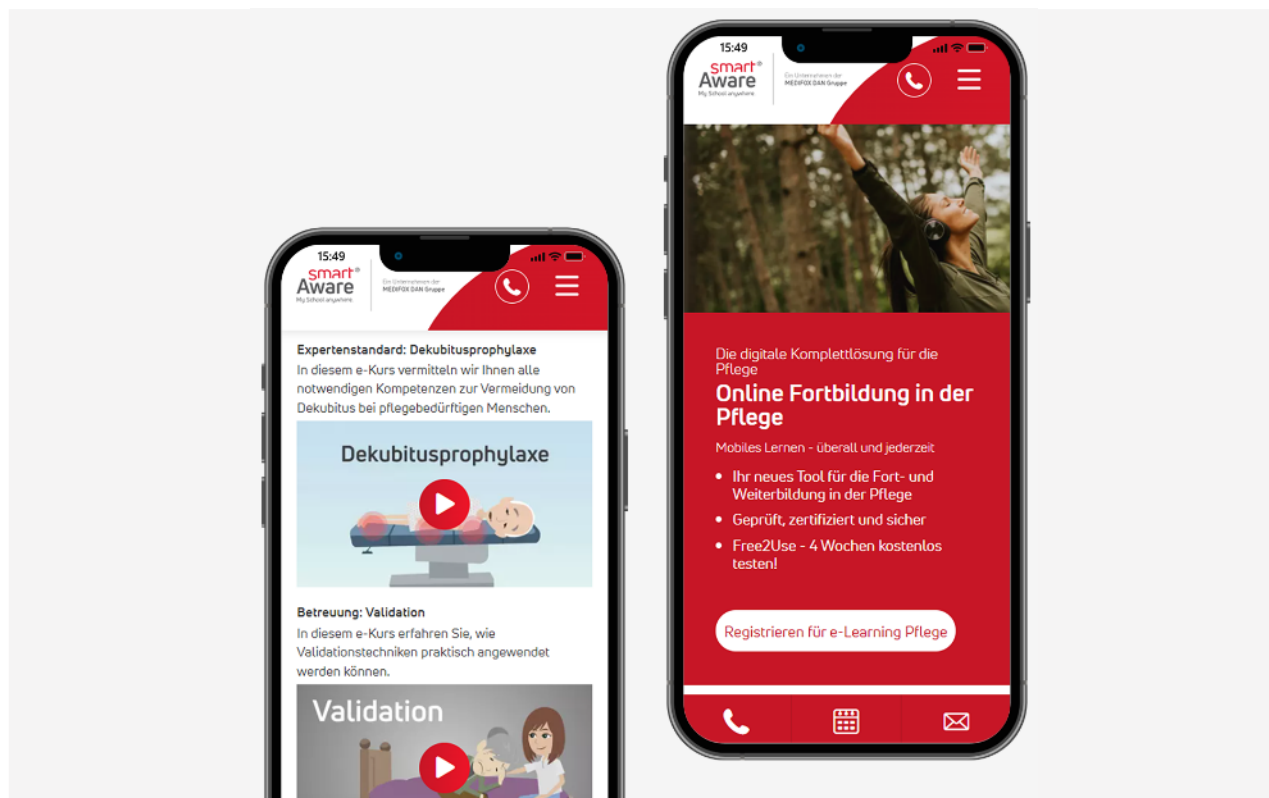 15:49
smart®
Aware
My School anywhere
Ein Unternehmen der
MEDIFOX DAN Gruppe
Expertenstandard: Dekubitusprophylaxe
In diesem e-Kurs vermitteln wir Ihnen alle
notwendigen Kompetenzen zur Vermeidung von
Dekubitus bei pflegebedürftigen Menschen.
Dekubitusprophylaxe
Betreuung: Validation
In diesem e-Kurs erfahren Sie, wie
Validationstechniken praktisch angewendet
werden können.
Validation
15:49
smart®
Aware
My School anywhere
Ein Unternehmen der
MEDIFOX DAN Gruppe
Die digitale Komplettlösung für die
Pflege
Online Fortbildung in der
Pflege
Mobiles Lernen - überall und jederzeit
• Ihr neues Tool für die Fort- und
Weiterbildung in der Pflege
• Geprüft, zertifiziert und sicher
• Free2Use - 4 Wochen kostenlos
testen!
Registrieren für e-Learning Pflege